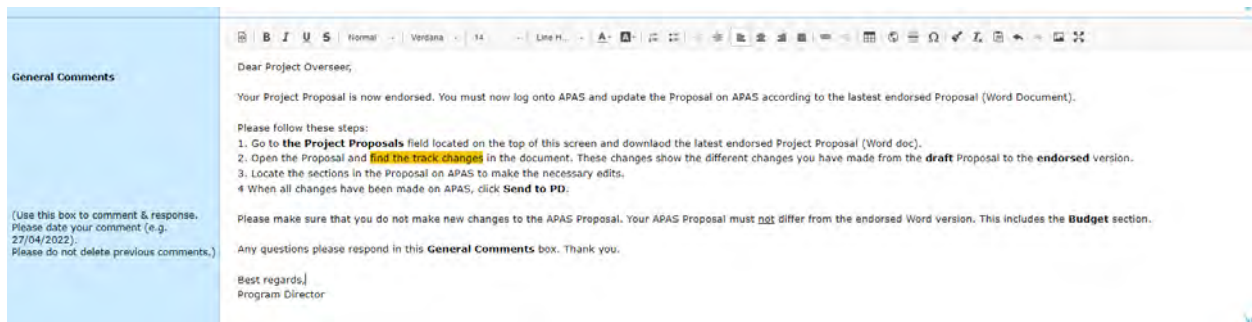 B I U S Normal Verdana 14 Line H... A A Ω
General Comments
(Use this box to comment & response.
Please date your comment (e.g.
27/04/2022).
Please do not delete previous comments.)
Dear Project Overseer,
Your Project Proposal is now endorsed. You must now log onto APAS and update the Proposal on APAS according to the lastest endorsed Proposal (Word Document).
Please follow these steps:
1. Go to the Project Proposals field located on the top of this screen and downlaod the latest endorsed Project Proposal (Word doc).
2. Open the Proposal and find the track changes in the document. These changes show the different changes you have made from the draft Proposal to the endorsed version.
3. Locate the sections in the Proposal on APAS to make the necessary edits.
4 When all changes have been made on APAS, click Send to PD.
Please make sure that you do not make new changes to the APAS Proposal. Your APAS Proposal must not differ from the endorsed Word version. This includes the Budget section.
Any questions please respond in this General Comments box. Thank you.
Best regards,
Program Director